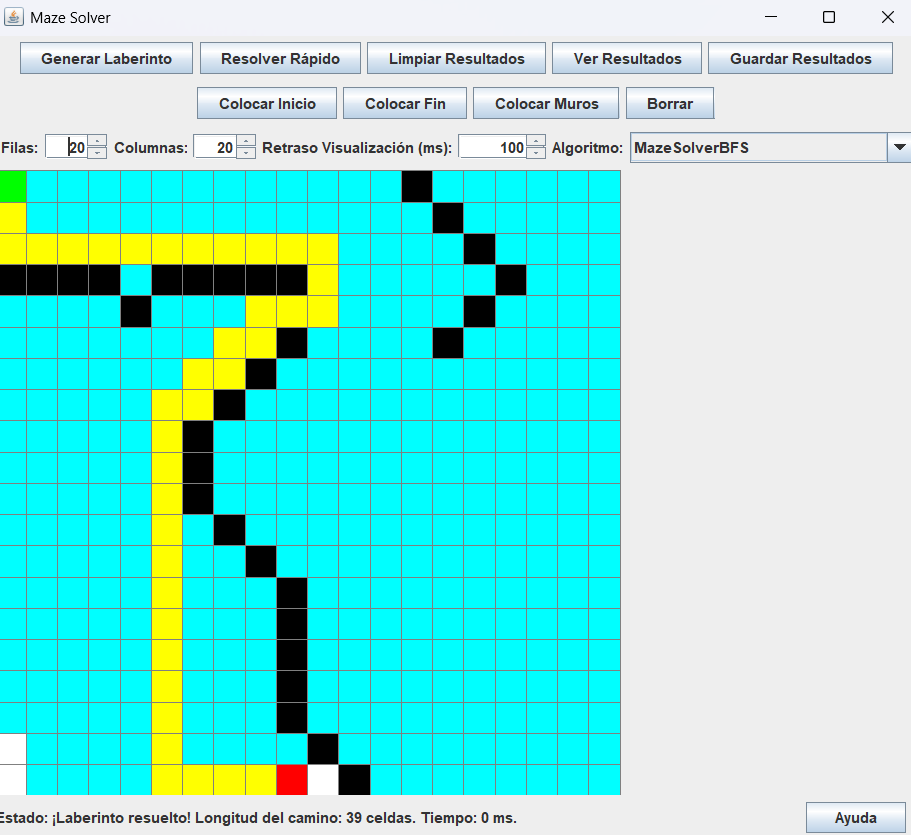 Maze Solver
Generar Laberinto Resolver Rápido Limpiar Resultados Ver Resultados Guardar Resultados
Colocar Inicio Colocar Fin Colocar Muros Borrar
Filas: 20 Columnas: 20 Retraso Visualización (ms): 100 Algoritmo: MazeSolverBFS
Estado: ¡Laberinto resuelto! Longitud del camino: 39 celdas. Tiempo: 0 ms. Ayuda